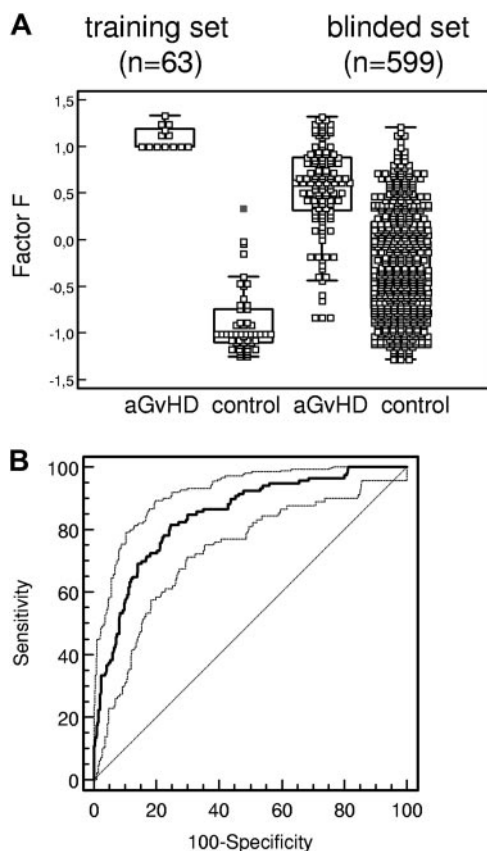 A
training set blinded set
(n=63) (n=599)
1,5
1,0
0,5
0,0
-0,5
-1,0
-1,5
Factor F
aGvHD control aGvHD control
B
100
80
60
40
20
0
Sensitivity
0 20 40 60 80 100
100-Specificity